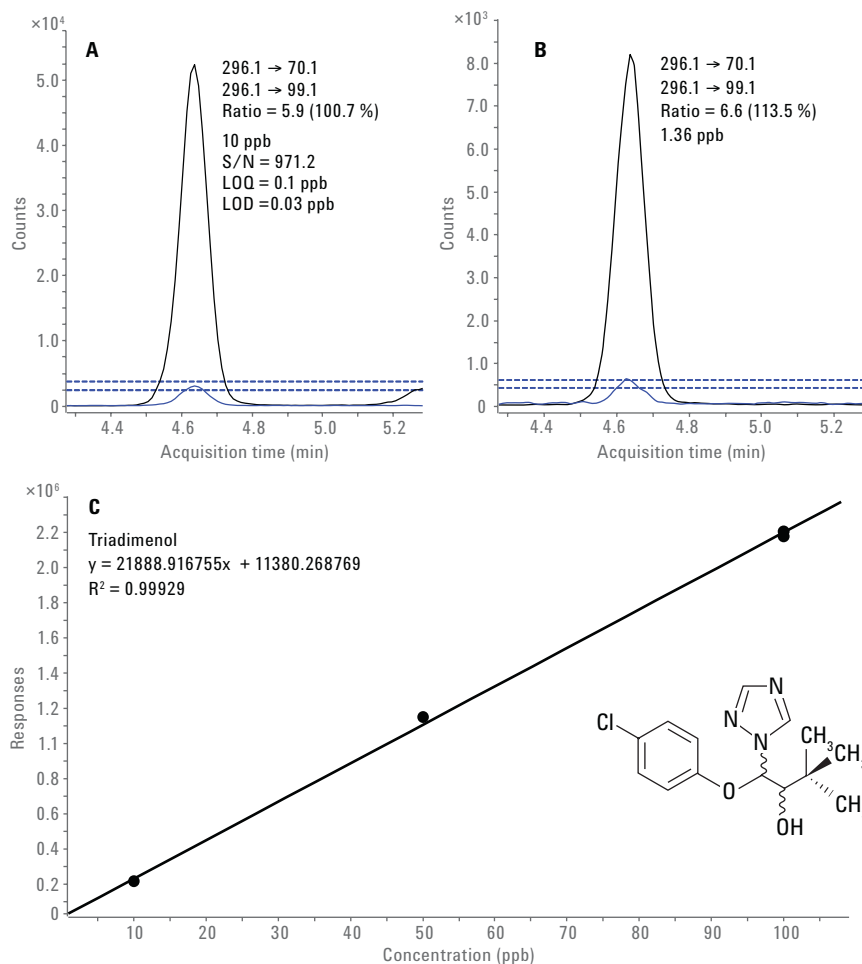 ×10⁴
A
5.0
4.0
3.0
2.0
1.0
0
Counts
296.1 → 70.1
296.1 → 99.1
Ratio = 5.9 (100.7 %)
10 ppb
S/N = 971.2
LOQ = 0.1 ppb
LOD =0.03 ppb
4.4 4.6 4.8 5.0 5.2
Acquisition time (min)
×10³
B
8.0
7.0
6.0
5.0
4.0
3.0
2.0
1.0
0
Counts
296.1 → 70.1
296.1 → 99.1
Ratio = 6.6 (113.5 %)
1.36 ppb
4.4 4.6 4.8 5.0 5.2
Acquisition time (min)
×10⁶
C
Triadimenol
y = 21888.916755x + 11380.268769
R² = 0.99929
2.2
2.0
1.8
1.6
1.4
1.2
0.8
0.6
0.4
0.2
0
Responses
10 20 30 40 50 60 70 80 90 100
Concentration (ppb)
N
N
N
Cl
O
OH
CH₃
CH
CH